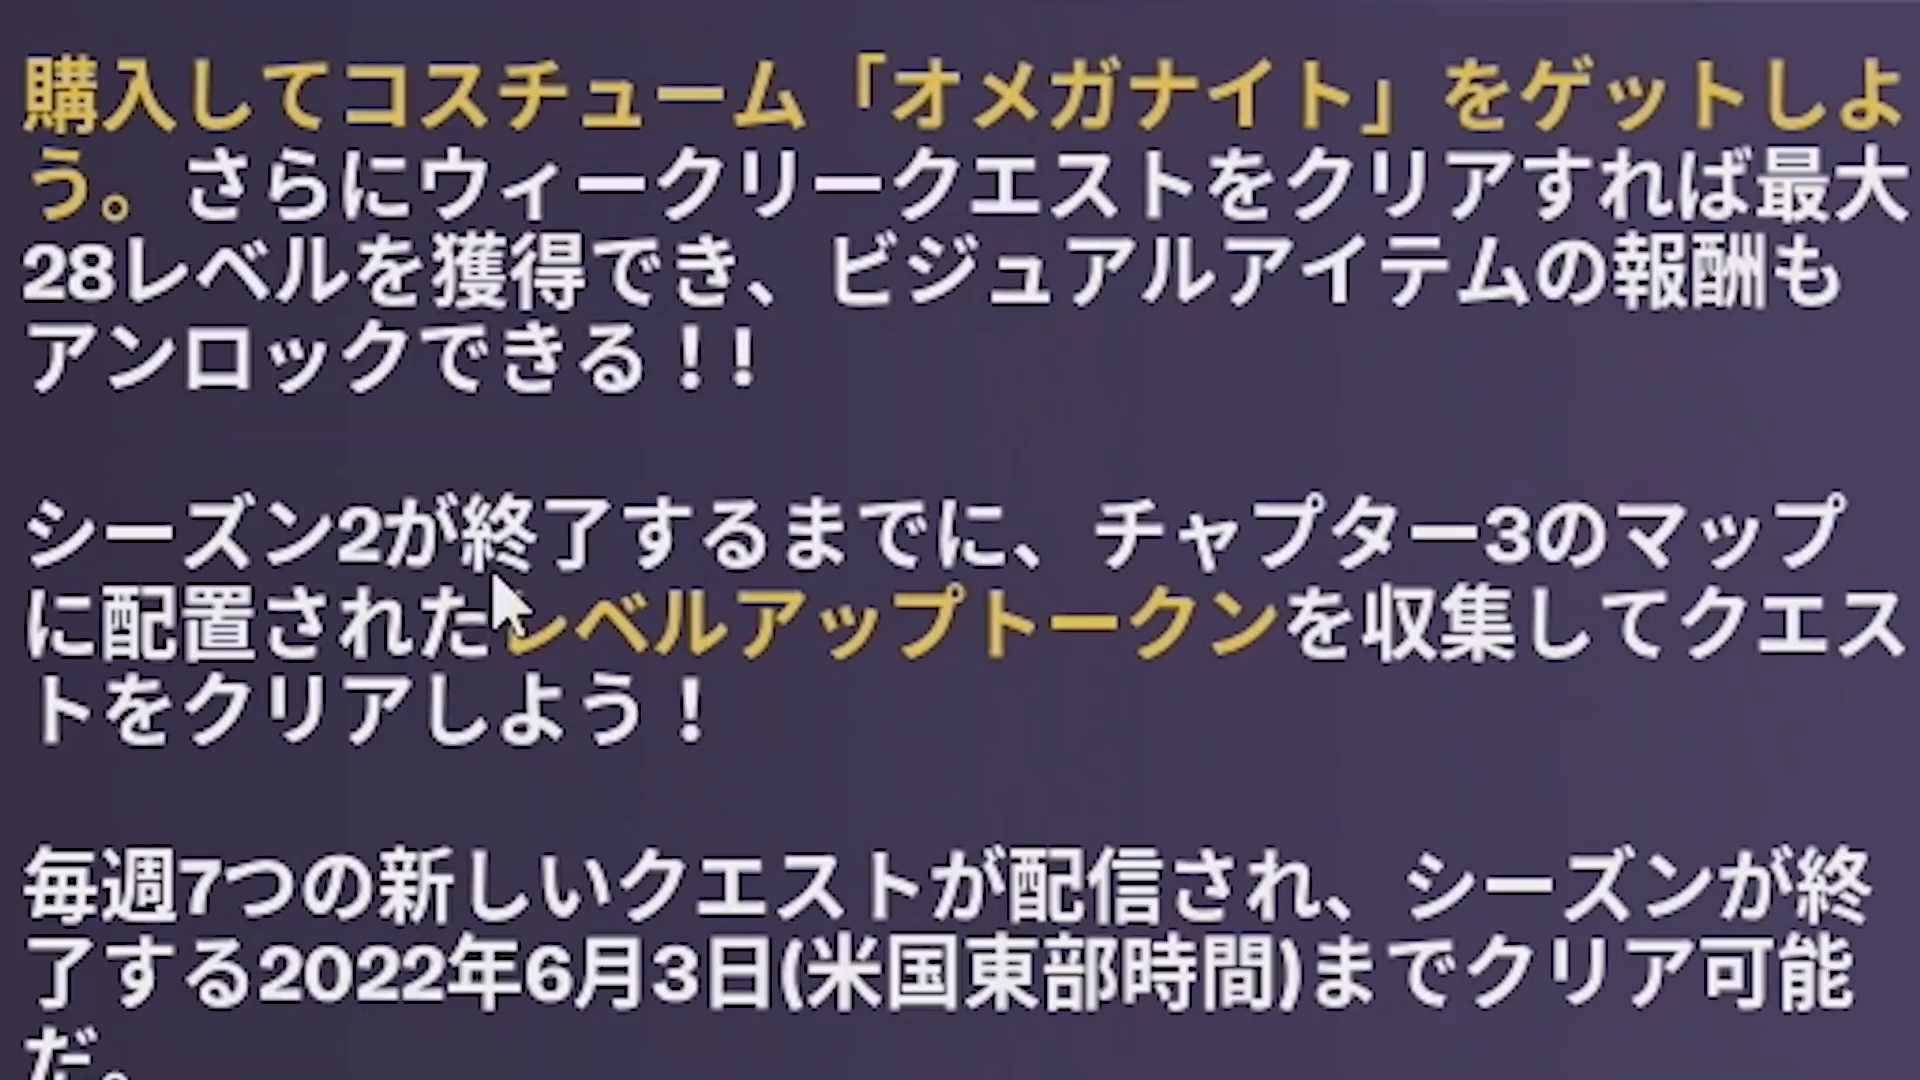 購入してコスチューム「オメガナイト」をゲットしよ
う。さらにウィークリークエストをクリアすれば最大
28レベルを獲得でき、ビジュアルアイテムの報酬も
アンロックできる！！
シーズン2が終了するまでに、チャプター3のマップ
に配置されたレベルアップトークンを収集してクエス
トをクリアしよう！
毎週7つの新しいクエストが配信され、シーズンが終
了する2022年6月3日(米国東部時間)までクリア可能
だ。